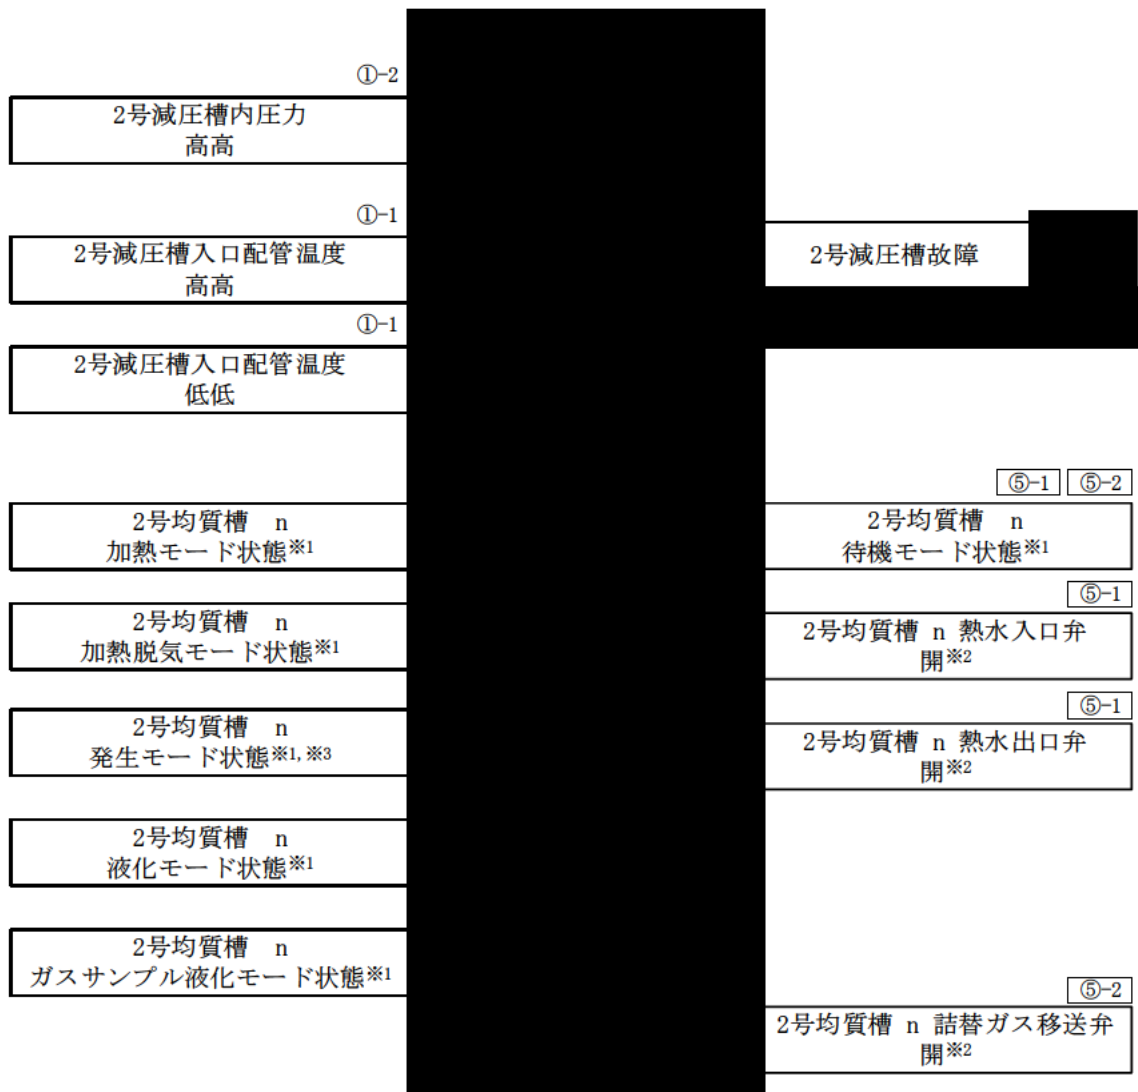 ①-2
2号減圧槽内圧力
高高
①-1
2号減圧槽入口配管温度
高高
①-1
2号減圧槽入口配管温度
低低
2号均質槽　n
加熱モード状態※1
2号均質槽　n
加熱脱気モード状態※1
2号均質槽　n
発生モード状態※1,※3
2号均質槽　n
液化モード状態※1
2号均質槽　n
ガスサンプル液化モード状態※1
2号減圧槽故障
⑤-1 ⑤-2
2号均質槽　n
待機モード状態※1
⑤-1
2号均質槽 n 熱水入口弁
開※2
⑤-1
2号均質槽 n 熱水出口弁
開※2
⑤-2
2号均質槽 n 詰替ガス移送弁
開※2